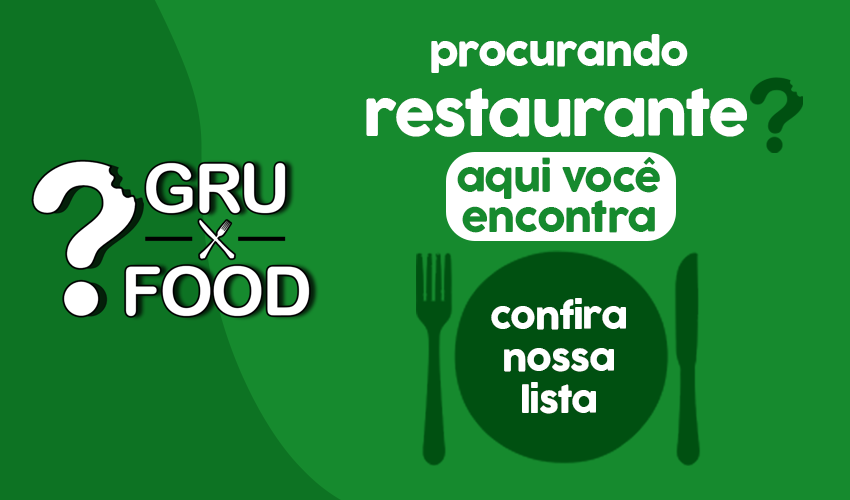 procurando
restaurante?
aqui você
encontra
? GRU
FOOD
confira
nossa
lista